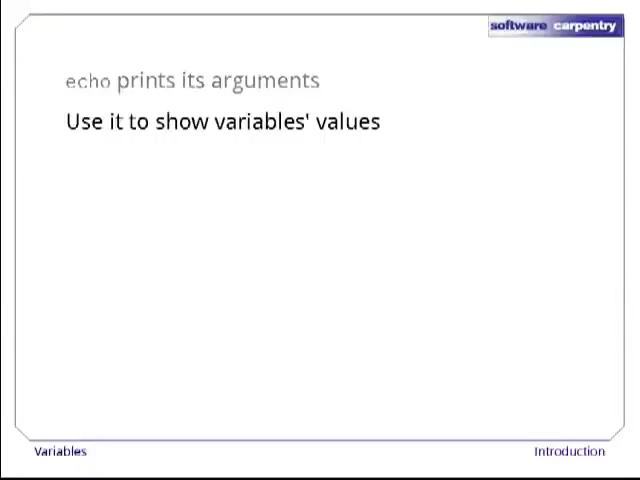 software carpentry
echo prints its arguments
Use it to show variables' values
Variables
Introduction